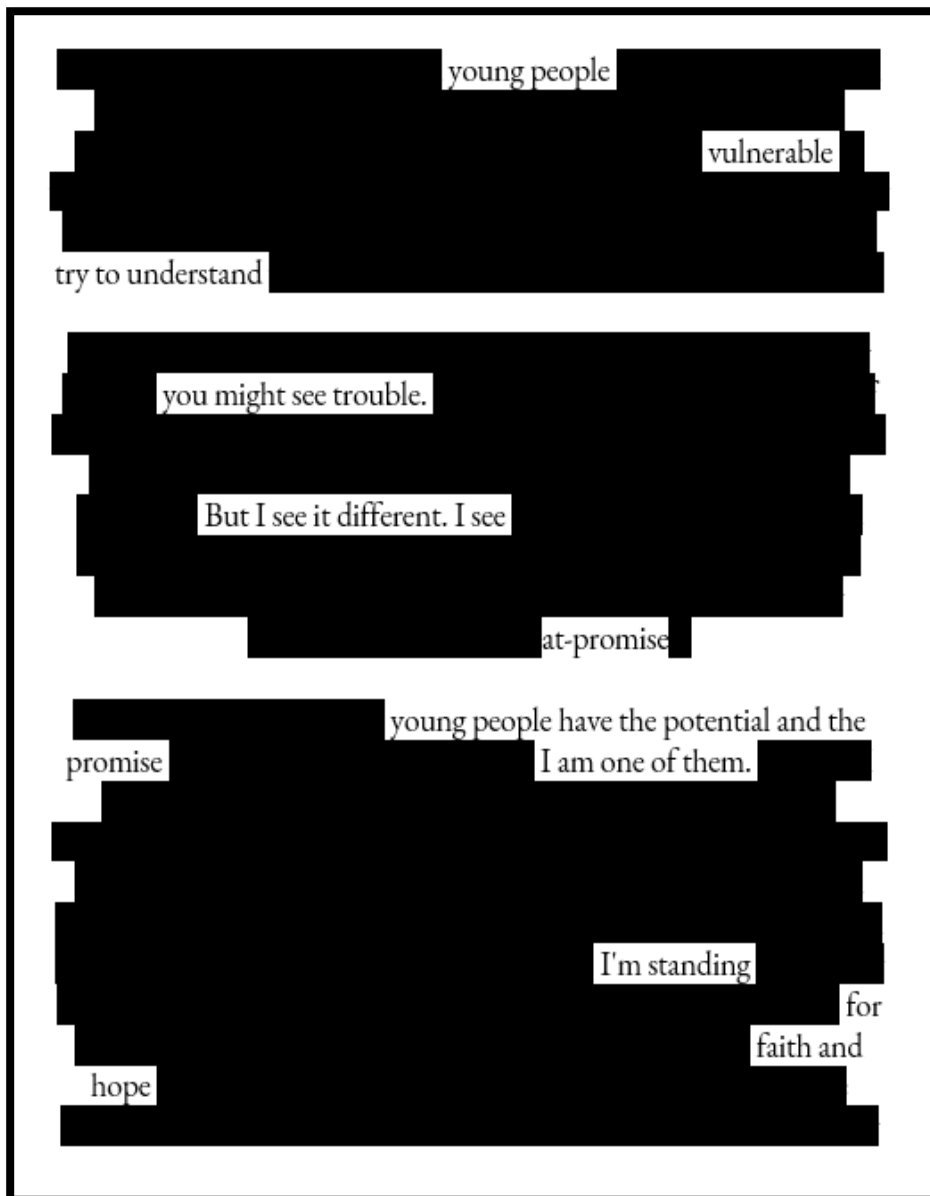 young people
vulnerable
try to understand
you might see trouble.
But I see it different. I see
at-promise
young people have the potential and the
promise I am one of them.
I'm standing
for
faith and
hope